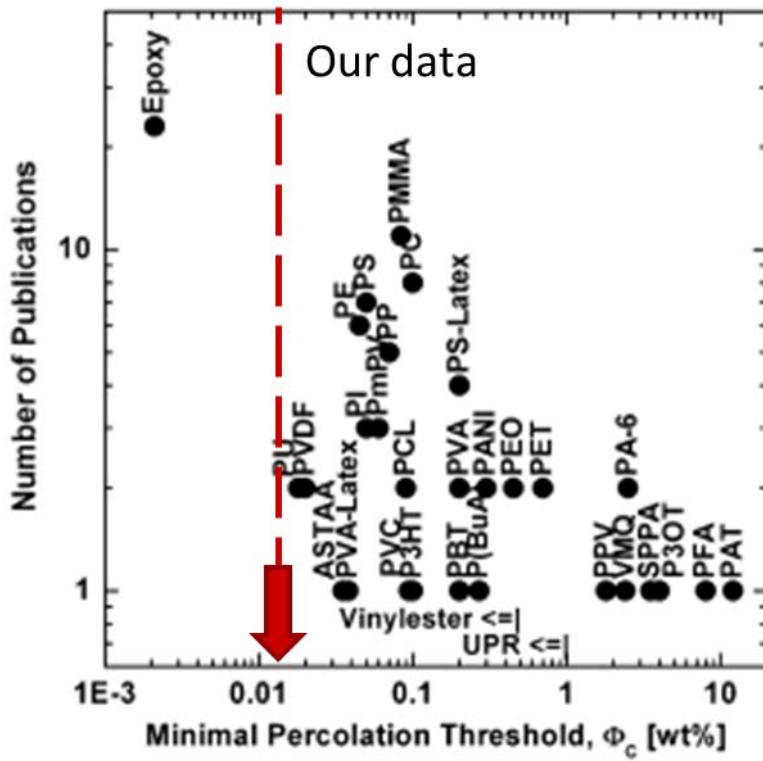 Our data
Epoxy
PMMA
PC
PS
PE
PP
PmPV
PI
PS-Latex
PU
PVDF
PCL
PVA
PANI
PEO
PET
PA-6
ASTAA
PVA-Latex
PVC
P3HT
PBT
P(BuA
PPV
VMQ
SPPA
P3OT
PFA
PAT
Vinylester <=|
UPR <=|
Number of Publications
10
1
1E-3 0.01 0.1 1 10
Minimal Percolation Threshold, Φc [wt%]